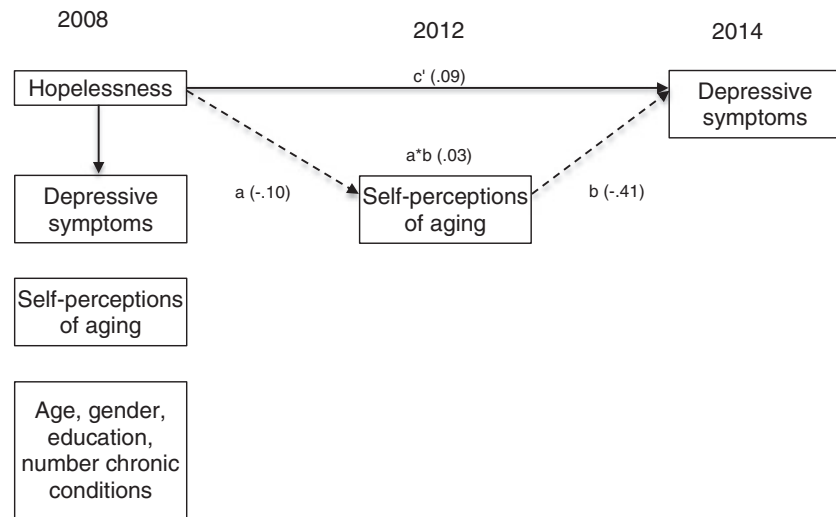 2008
2012
2014
Hopelessness
c' (.09)
Depressive
symptoms
a*b (.03)
Depressive
symptoms
a (-.10)
Self-perceptions
of aging
b (-.41)
Self-perceptions
of aging
Age, gender,
education,
number chronic
conditions